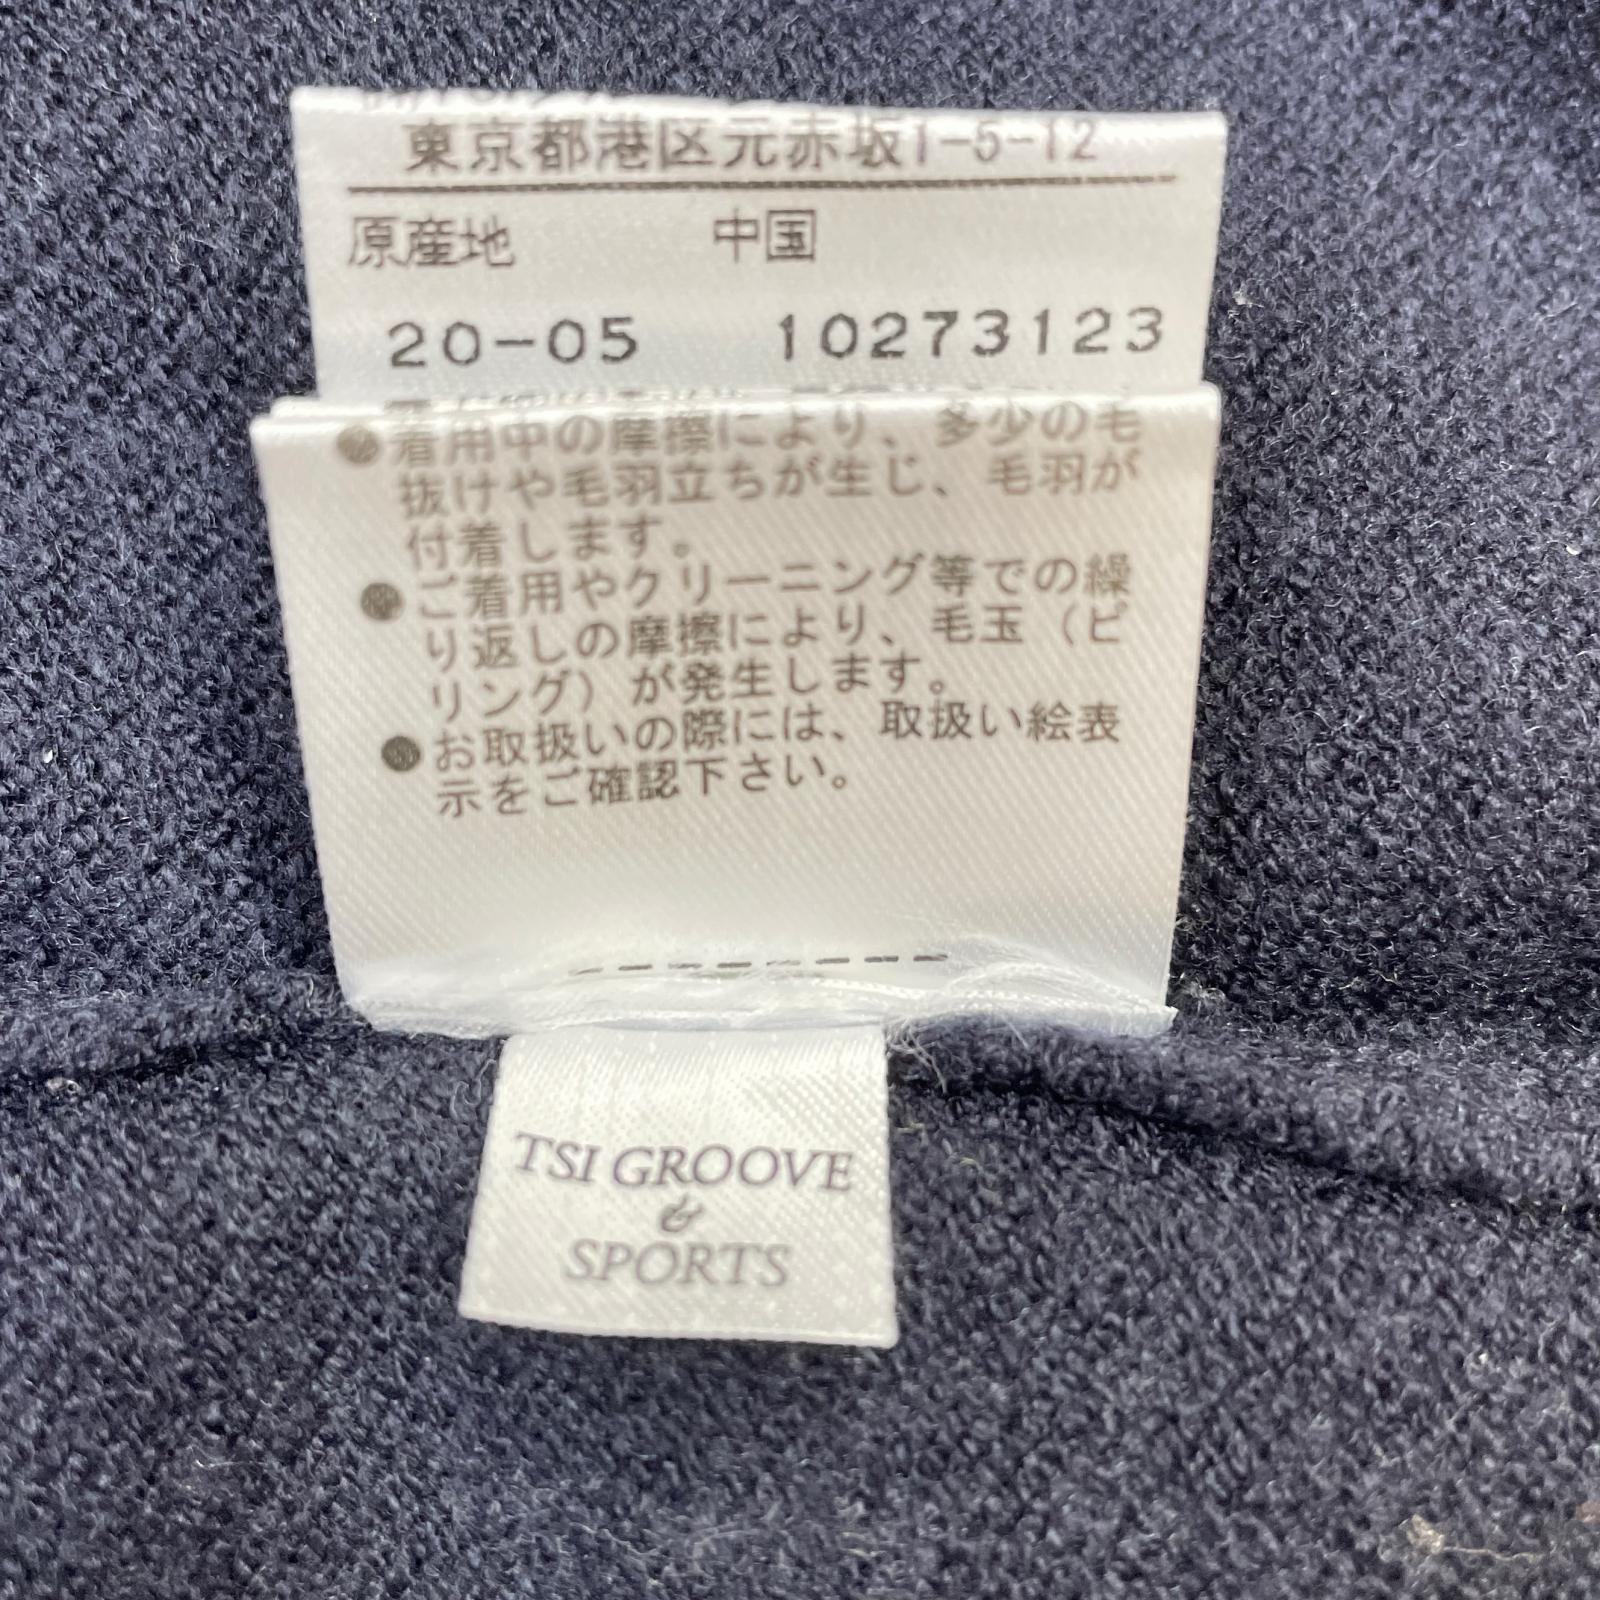 東京都港区元赤坂1-5-12
原産地 中国
20-05 10273123
●着用中の摩擦により、多少の毛
抜けや毛羽立ちが生じ、毛羽が
付着します。
●ご着用やクリーニング等での繰
り返しの摩擦により、毛玉（ピ
リング）が発生します。
●お取扱いの際には、取扱い絵表
示をご確認下さい。
TSI GROOVE
&
SPORTS